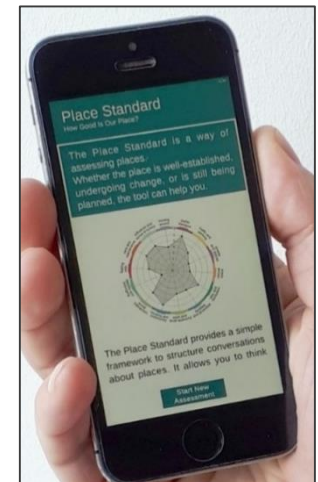 Place Standard
How Good is Our Place?
The Place Standard is a way of
assessing places.
Whether the place is well-established,
undergoing change, or is still being
planned, the tool can help you.
The Place Standard provides a simple
framework to structure conversations
about places. It allows you to think
Start New
Assessment